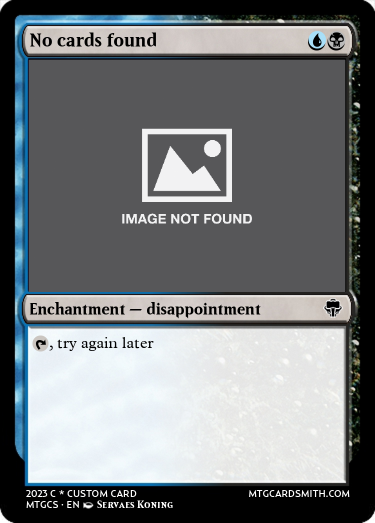 No cards found
IMAGE NOT FOUND
Enchantment — disappointment
, try again later
2023 C * CUSTOM CARD
MTGCARDSMITH.COM
MTGCS · EN Servaes Koning